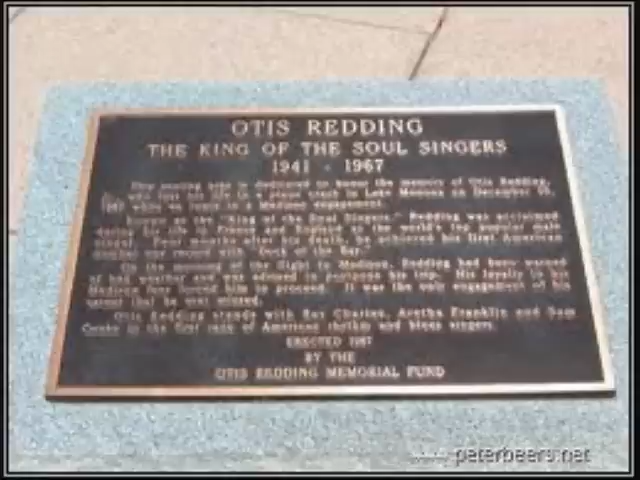 OTIS REDDING
THE KING OF THE SOUL SINGERS
1941 - 1967
This seating area is dedicated to honor the memory of Otis Redding,
who lost his life in a plane crash in Lake Monona on December 10,
1967 while en route to a Madison engagement.
Known as the "King of the Soul Singers," Redding was acclaimed
during his life in France and England as the world's the popular male
singer. Four months after his death, he achieved his first American
number one record with "Dock of the Bay."
On the moment of the flight to Madison, Redding had been warned
of bad weather and was advised to postpone his trip. His loyalty to his
Madison fans forced him to proceed. It was the only engagement of his
career that he ever missed.
Otis Redding stands with Ray Charles, Aretha Franklin and Sam
Cooke in the first rank of American rhythm and blues singers.
ERECTED 1987
BY THE
OTIS REDDING MEMORIAL FUND
peterbeers.net